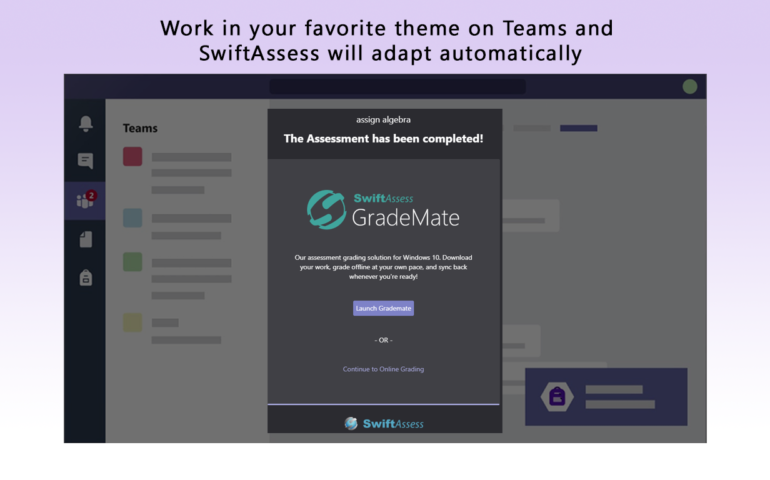 Work in your favorite theme on Teams and
SwiftAssess will adapt automatically
Teams
2
assign algebra
The Assessment has been completed!
SwiftAssess
GradeMate
Our assessment grading solution for Windows 10. Download
your work, grade offline at your own pace, and sync back
whenever you're ready!
Launch Grademate
- OR -
Continue to Online Grading
SwiftAssess